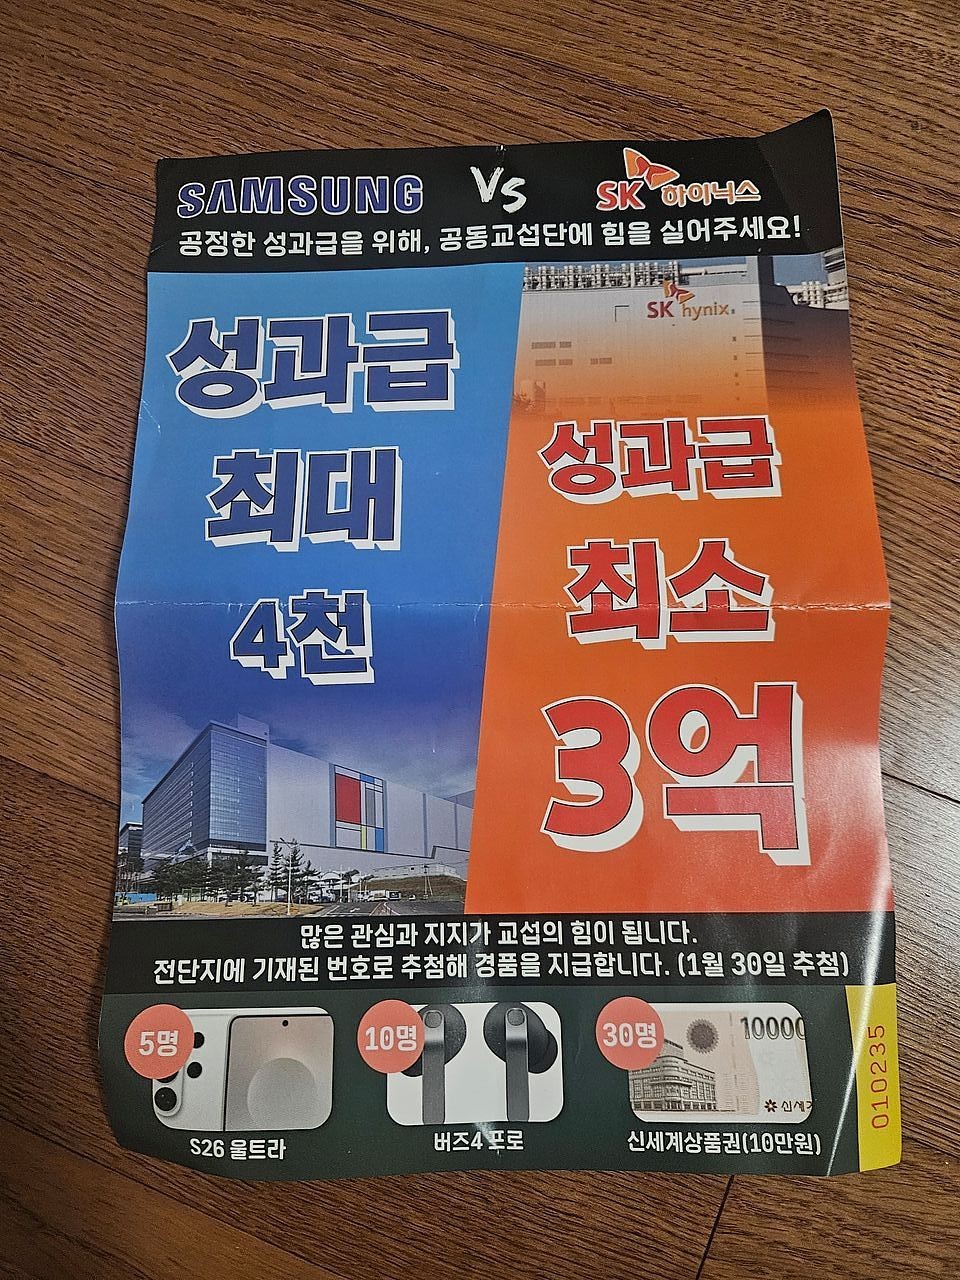 SAMSUNG VS SK 하이닉스
공정한 성과급을 위해, 공동교섭단에 힘을 실어주세요!
SK hynix
성과급
최대
4천
성과급
최소
3억
많은 관심과 지지가 교섭의 힘이 됩니다.
전단지에 기재된 번호로 추첨해 경품을 지급합니다. (1월 30일 추첨)
5명
10명
30명
10000
신세계
S26 울트라
버즈4 프로
신세계상품권(10만원)
010235